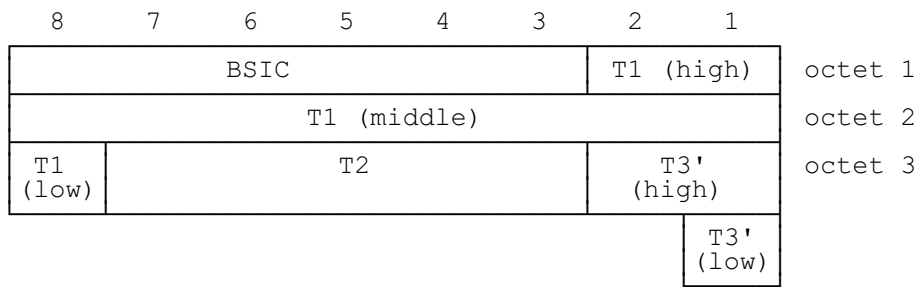 8 7 6 5 4 3 2 1
BSIC T1 (high) octet 1
T1 (middle) octet 2
T1 (low) T2 T3' (high) octet 3
T3' (low)